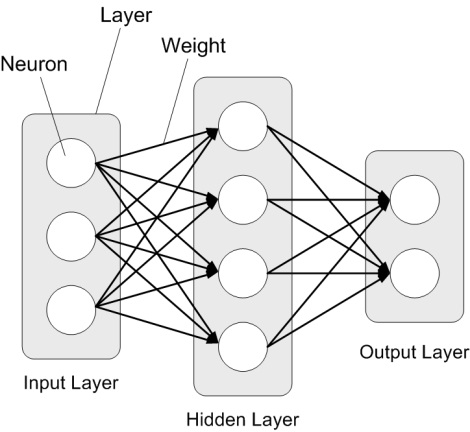 Layer
Weight
Neuron
Input Layer
Hidden Layer
Output Layer